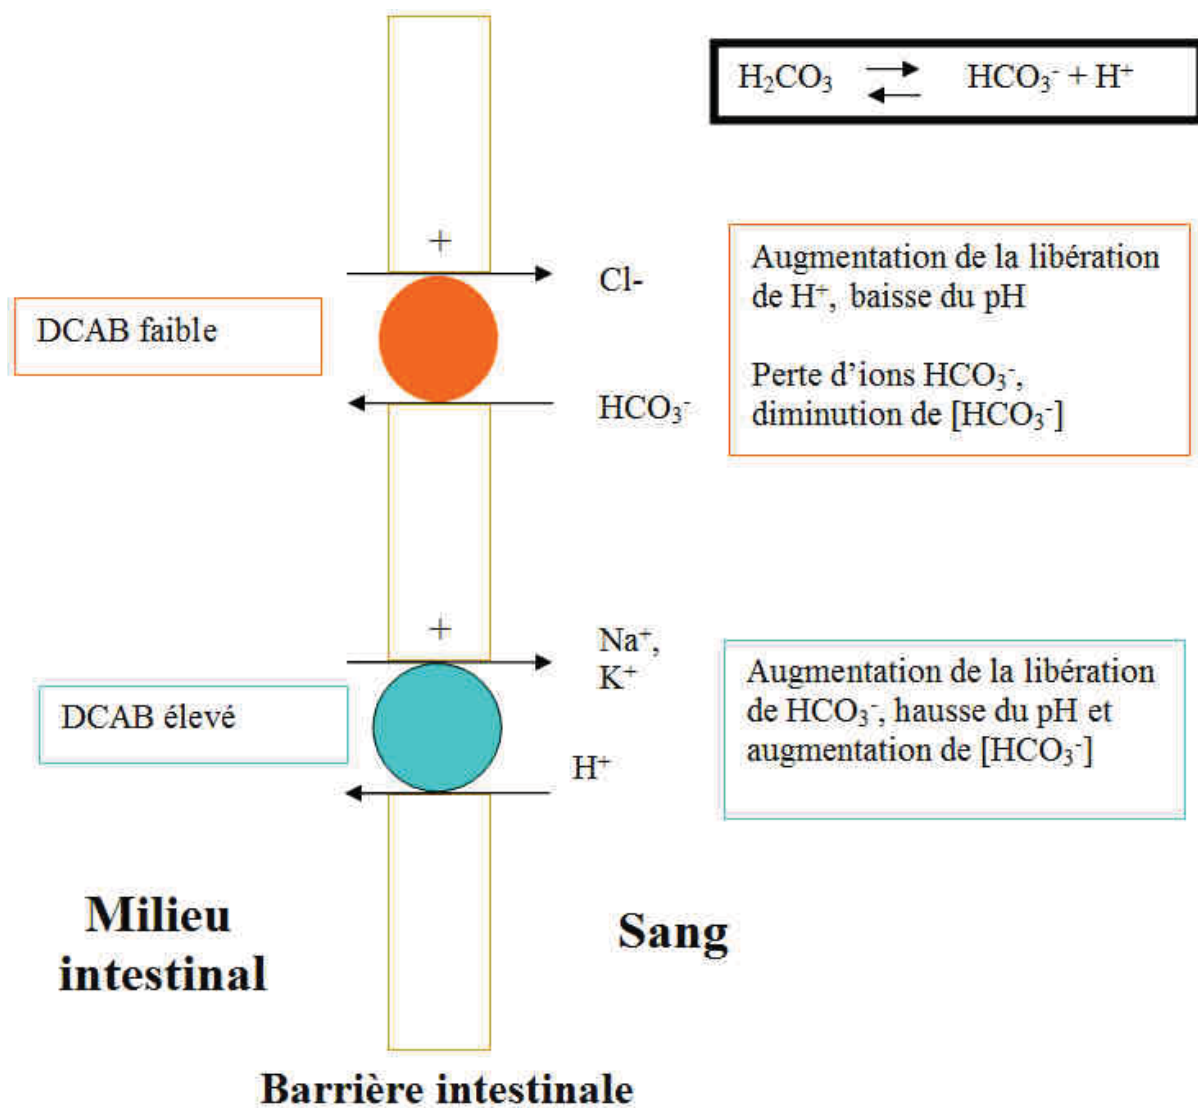 H₂CO₃ ⇄ HCO₃⁻ + H⁺
+
Cl-
DCAB faible
HCO₃⁻
Augmentation de la libération
de H⁺, baisse du pH
Perte d’ions HCO₃⁻,
diminution de [HCO₃⁻]
+
Na⁺,
K⁺
DCAB élevé
H⁺
Augmentation de la libération
de HCO₃⁻, hausse du pH et
augmentation de [HCO₃⁻]
Milieu
intestinal
Sang
Barrière intestinale